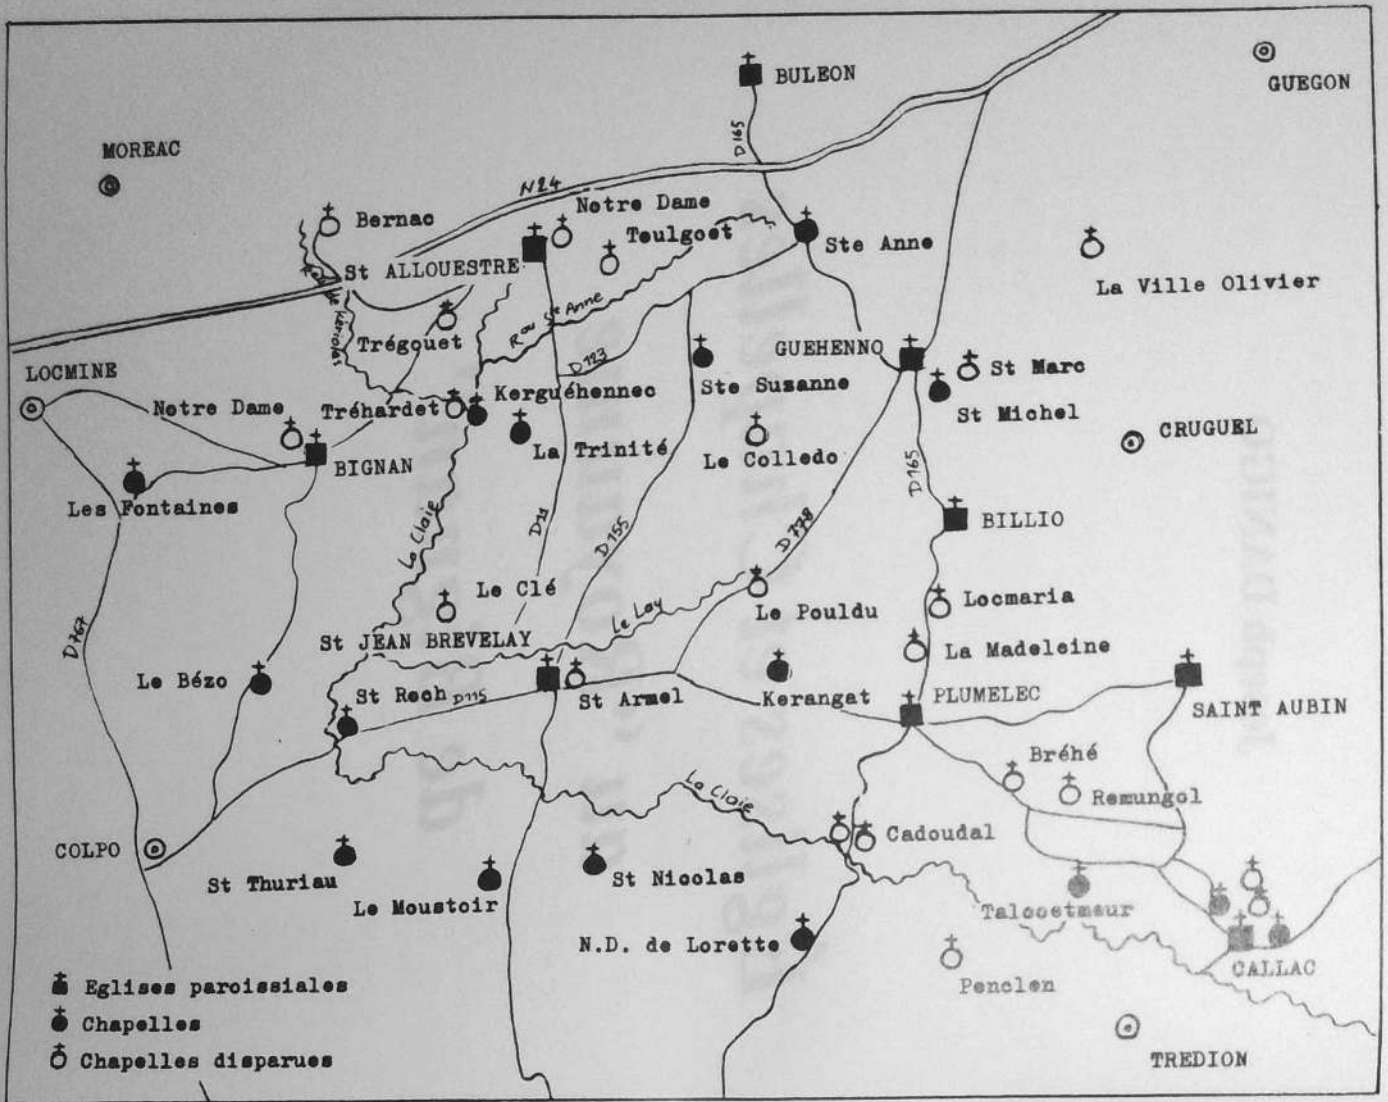 BULEON
GUEGON
MOREAC
D165
N24
Bernac
Notre Dame
Toulgoet
Ste Anne
St ALLOUESTRE
La Ville Olivier
Rau Ste Anne
Trégouet
D123
GUEHENNO
St Marc
LOCMINE
Ste Susanne
Kerguéhennec
Notre Dame
Tréhardet
St Michel
CRUGUEL
La Trinité
Le Colledo
BIGNAN
D165
Les Fontaines
La Claie
D11
D155
D778
BILLIO
Le Clé
Le Lay
Le Pouldu
Locmaria
D767
St JEAN BREVELAY
La Madeleine
Le Bézo
St Roch
D115
St Armel
Kerangat
PLUMELEC
SAINT AUBIN
Bréhé
La Claie
Remungol
Cadoudal
COLPO
St Thuriau
Le Moustoir
St Nicolas
Talcoetmeur
N.D. de Lorette
CALLAC
Penclen
Eglises paroissiales
Chapelles
Chapelles disparues
TREDION